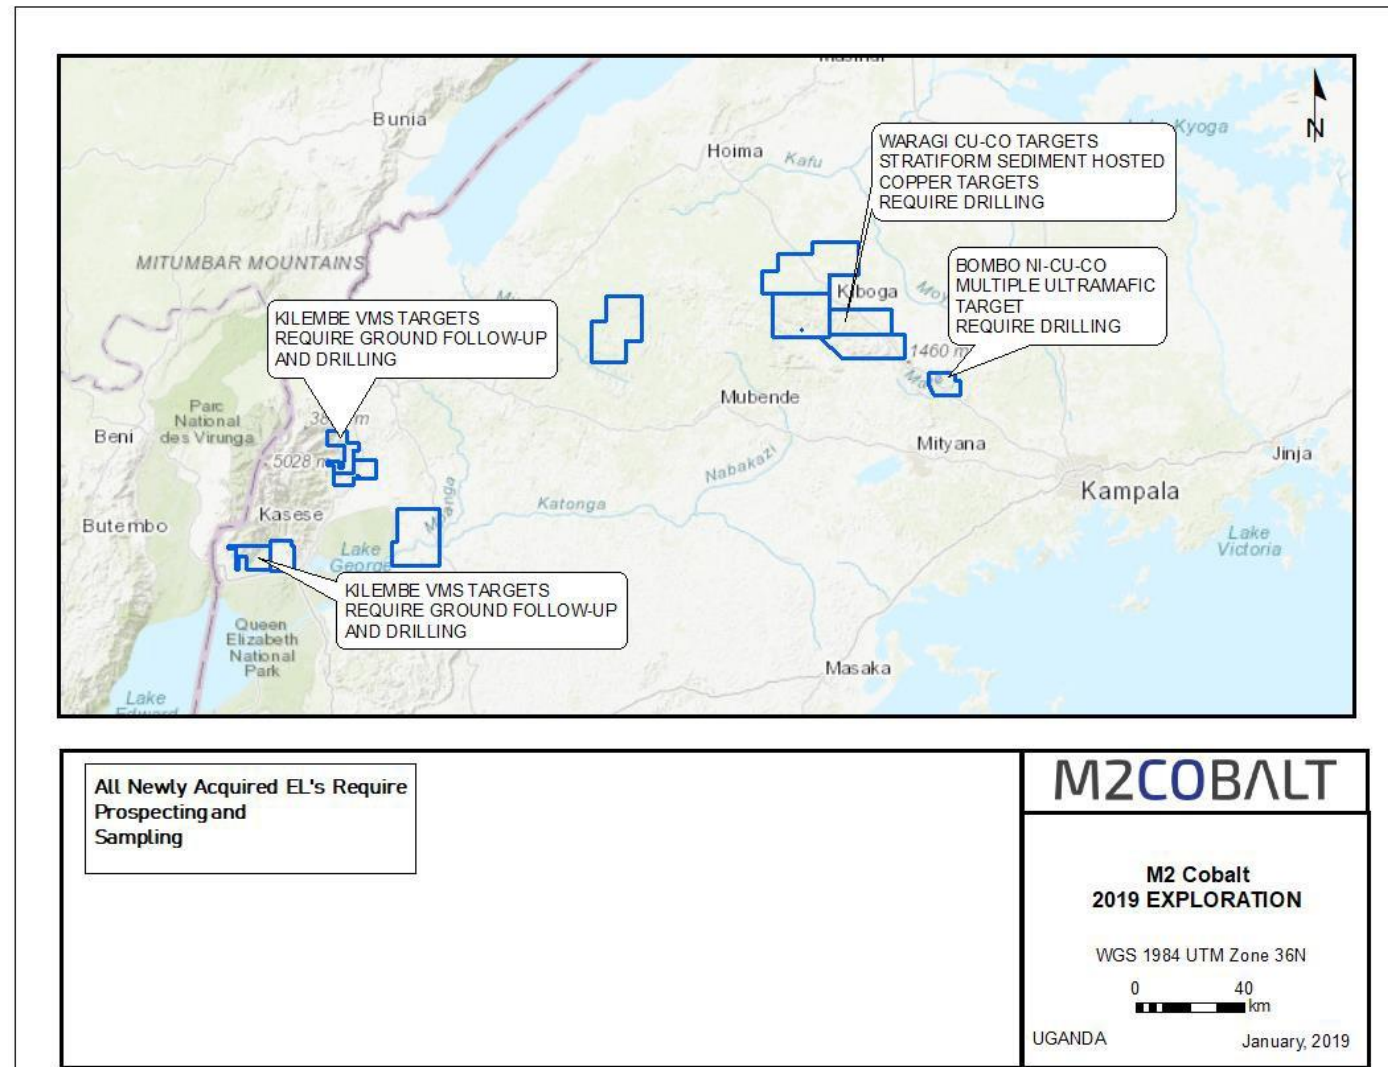 Bunia
Hoima
Kafu
Kyoga
N
WARAGI CU-CO TARGETS
STRATIFORM SEDIMENT HOSTED
COPPER TARGETS
REQUIRE DRILLING
MITUMBAR MOUNTAINS
BOMBO NI-CU-CO
MULTIPLE ULTRAMAFIC
TARGET
REQUIRE DRILLING
Kiboga
KILEMBE VMS TARGETS
REQUIRE GROUND FOLLOW-UP
AND DRILLING
1460 m
Parc
National
des Virunga
Beni
Mubende
Mityana
5028
Nabakazi
Jinja
Kampala
Katonga
Kasese
Butembo
Lake
George
Lake
Victoria
KILEMBE VMS TARGETS
REQUIRE GROUND FOLLOW-UP
AND DRILLING
Queen
Elizabeth
National
Park
Masaka
Lake
Edward
All Newly Acquired EL's Require
Prospecting and
Sampling
M2COBALT
M2 Cobalt
2019 EXPLORATION
WGS 1984 UTM Zone 36N
0 40
km
UGANDA January, 2019